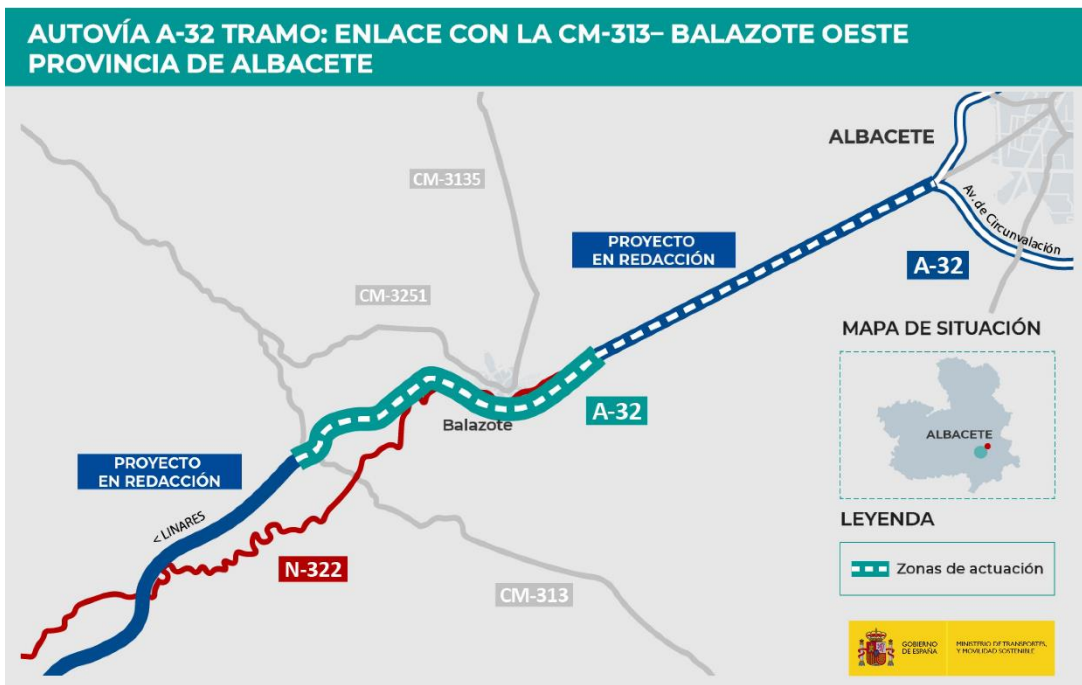 AUTOVÍA A-32 TRAMO: ENLACE CON LA CM-313– BALAZOTE OESTE
PROVINCIA DE ALBACETE
ALBACETE
CM-3135
Av. de Circunvalación
PROYECTO
EN REDACCIÓN
A-32
CM-3251
MAPA DE SITUACIÓN
A-32
Balazote
ALBACETE
PROYECTO
EN REDACCIÓN
< LINARES
LEYENDA
N-322
Zonas de actuación
CM-313
GOBIERNO
DE ESPAÑA
MINISTERIO DE TRANSPORTES,
Y MOVILIDAD SOSTENIBLE